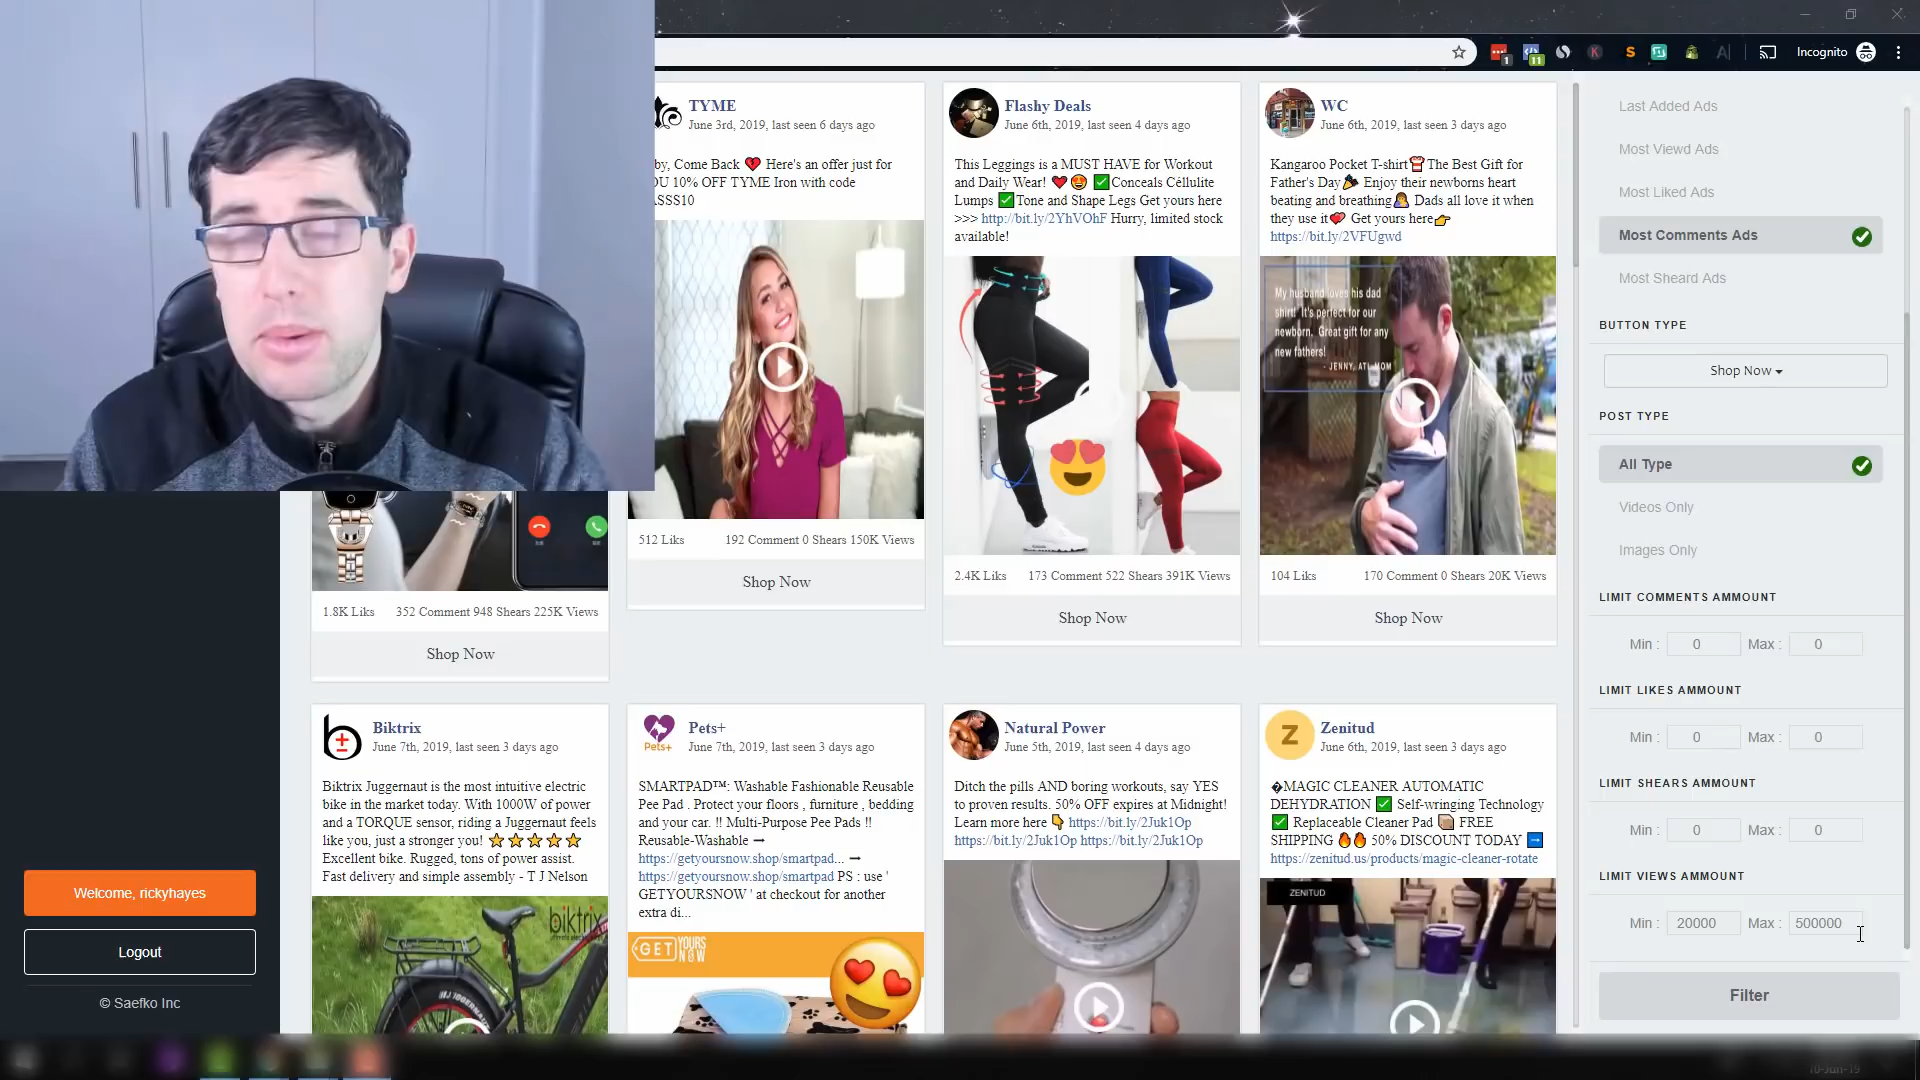 Incognito
1
11
TYME
June 3rd, 2019, last seen 6 days ago
by, Come Back 💔 Here's an offer just for
OU 10% OFF TYME Iron with code
ASSS10
512 Liks 192 Comment 0 Shears 150K Views
Shop Now
Flashy Deals
June 6th, 2019, last seen 4 days ago
This Leggings is a MUST HAVE for Workout
and Daily Wear! ❤️😍 ✅Conceals Céllulite
Lumps ✅Tone and Shape Legs Get yours here
>>> http://bit.ly/2YhVOhF Hurry, limited stock
available!
2.4K Liks 173 Comment 522 Shears 391K Views
Shop Now
WC
June 6th, 2019, last seen 3 days ago
Kangaroo Pocket T-shirt The Best Gift for
Father's Day Enjoy their newborns heart
beating and breathing Dads all love it when
they use it Get yours here👉
https://bit.ly/2VFUgwd
My husband loves his dad
shirt! It's perfect for our
newborn. Great gift for any
new fathers!
- JENNY, ATL MOM
104 Liks 170 Comment 0 Shears 20K Views
Shop Now
1.8K Liks 352 Comment 948 Shears 225K Views
Shop Now
Biktrix
June 7th, 2019, last seen 3 days ago
Biktrix Juggernaut is the most intuitive electric
bike in the market today. With 1000W of power
and a TORQUE sensor, riding a Juggernaut feels
like you, just a stronger you! ⭐⭐⭐⭐⭐
Excellent bike. Rugged, tons of power assist.
Fast delivery and simple assembly - T J Nelson
biktrix
Pets+
Pets+
June 7th, 2019, last seen 3 days ago
SMARTPAD™: Washable Fashionable Reusable
Pee Pad . Protect your floors , furniture , bedding
and your car. !! Multi-Purpose Pee Pads !!
Reusable-Washable ➞
https://getyoursnow.shop/smartpad... ➞
https://getyoursnow.shop/smartpad PS : use '
GETYOURSNOW ' at checkout for another
extra di...
GET YOURS NOW
Natural Power
June 5th, 2019, last seen 4 days ago
Ditch the pills AND boring workouts, say YES
to proven results. 50% OFF expires at Midnight!
Learn more here 👇 https://bit.ly/2Juk1Op
https://bit.ly/2Juk1Op https://bit.ly/2Juk1Op
Z
Zenitud
June 6th, 2019, last seen 3 days ago
�MAGIC CLEANER AUTOMATIC
DEHYDRATION ✅ Self-wringing Technology
✅ Replaceable Cleaner Pad 📦 FREE
SHIPPING 🔥🔥 50% DISCOUNT TODAY ➡️
https://zenitud.us/products/magic-cleaner-rotate
ZENITUD
Last Added Ads
Most Viewd Ads
Most Liked Ads
Most Comments Ads
Most Sheard Ads
BUTTON TYPE
Shop Now
POST TYPE
All Type
Videos Only
Images Only
LIMIT COMMENTS AMMOUNT
Min : 0 Max : 0
LIMIT LIKES AMMOUNT
Min : 0 Max : 0
LIMIT SHEARS AMMOUNT
Min : 0 Max : 0
LIMIT VIEWS AMMOUNT
Min : 20000 Max : 500000
Filter
Welcome, rickyhayes
Logout
© Saefko Inc
10-Jun-19